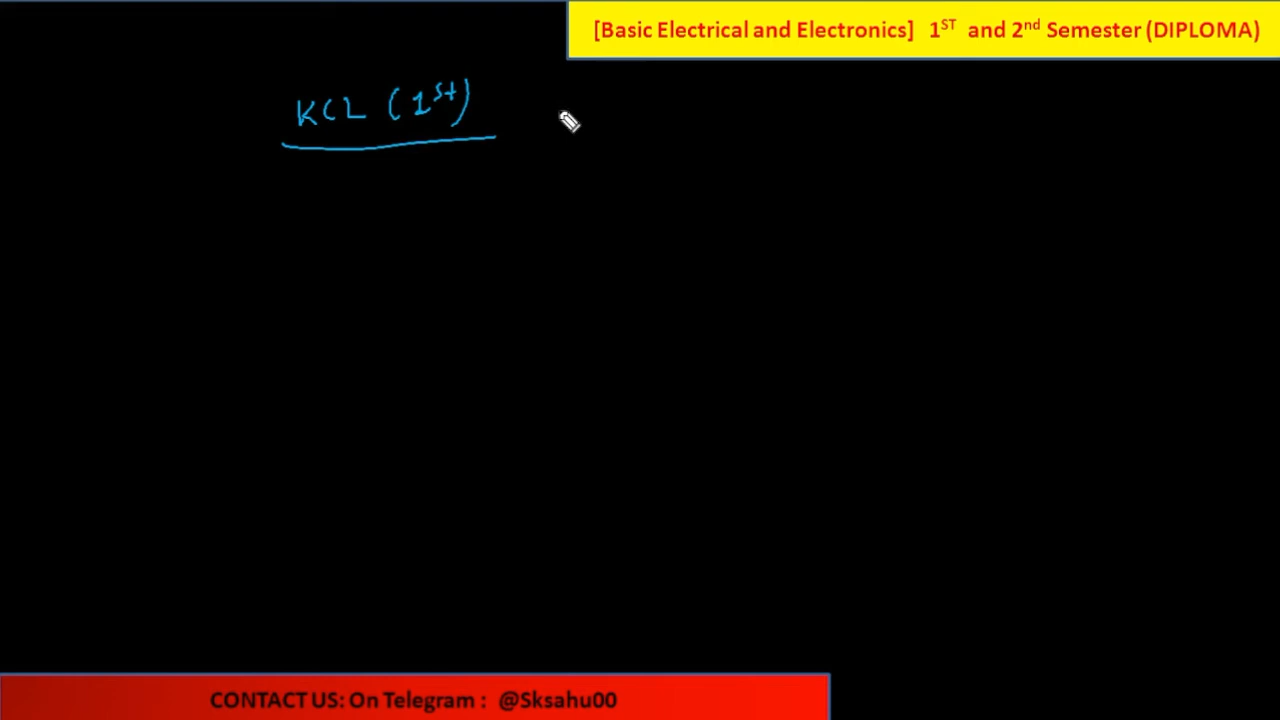 [Basic Electrical and Electronics] 1ST and 2nd Semester (DIPLOMA)
KCL (1st)
CONTACT US: On Telegram : @Sksahu00